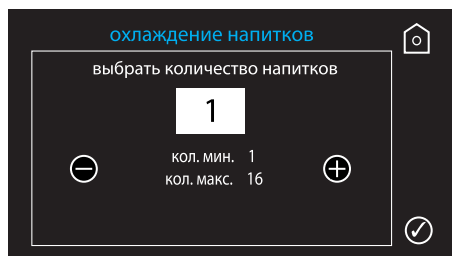 охлаждение напитков
выбрать количество напитков
1
кол. мин. 1
кол. макс. 16